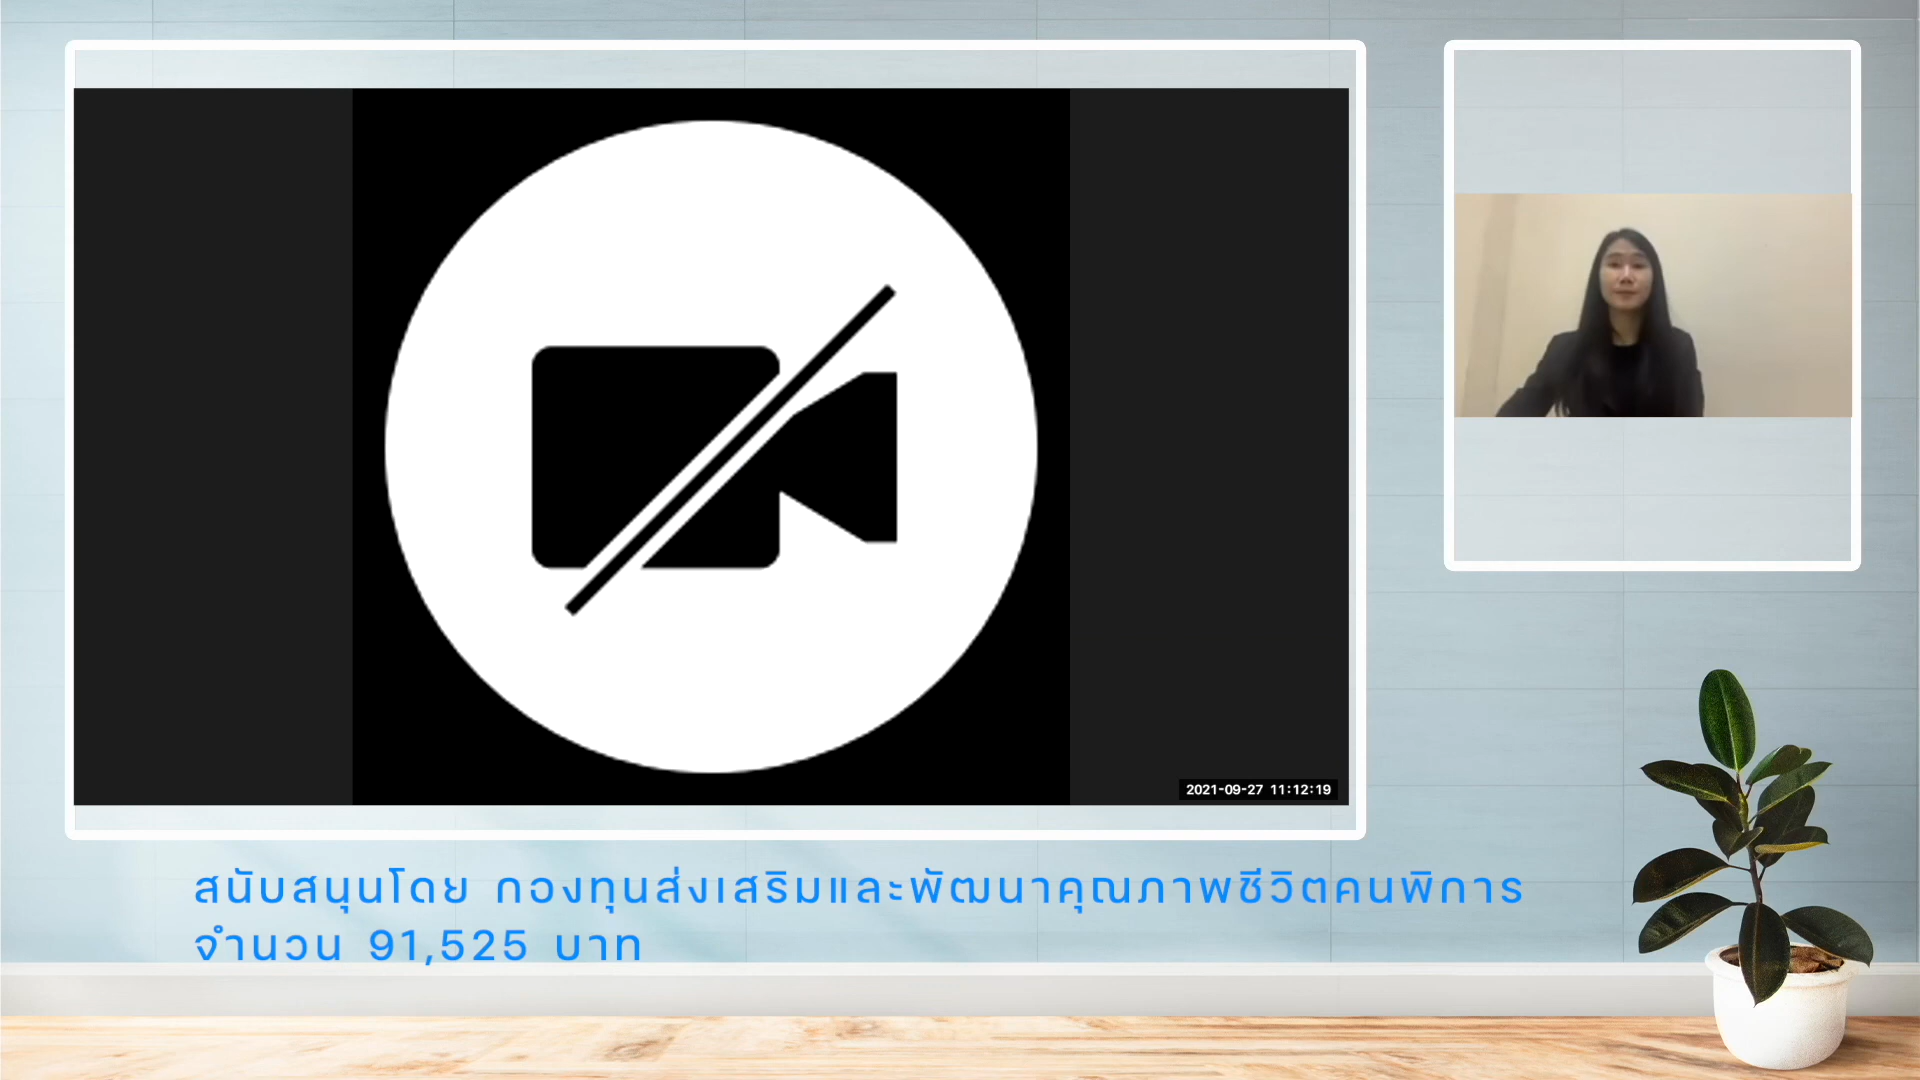 2021-09-27 11:12:19
สนับสนุนโดย กองทุนส่งเสริมและพัฒนาคุณภาพชีวิตคนพิการ
จำนวน 91,525 บาท